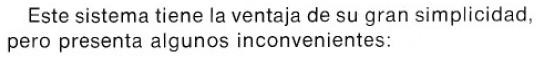 Este sistema tiene la ventaja de su gran simplicidad,
pero presenta algunos inconvenientes: